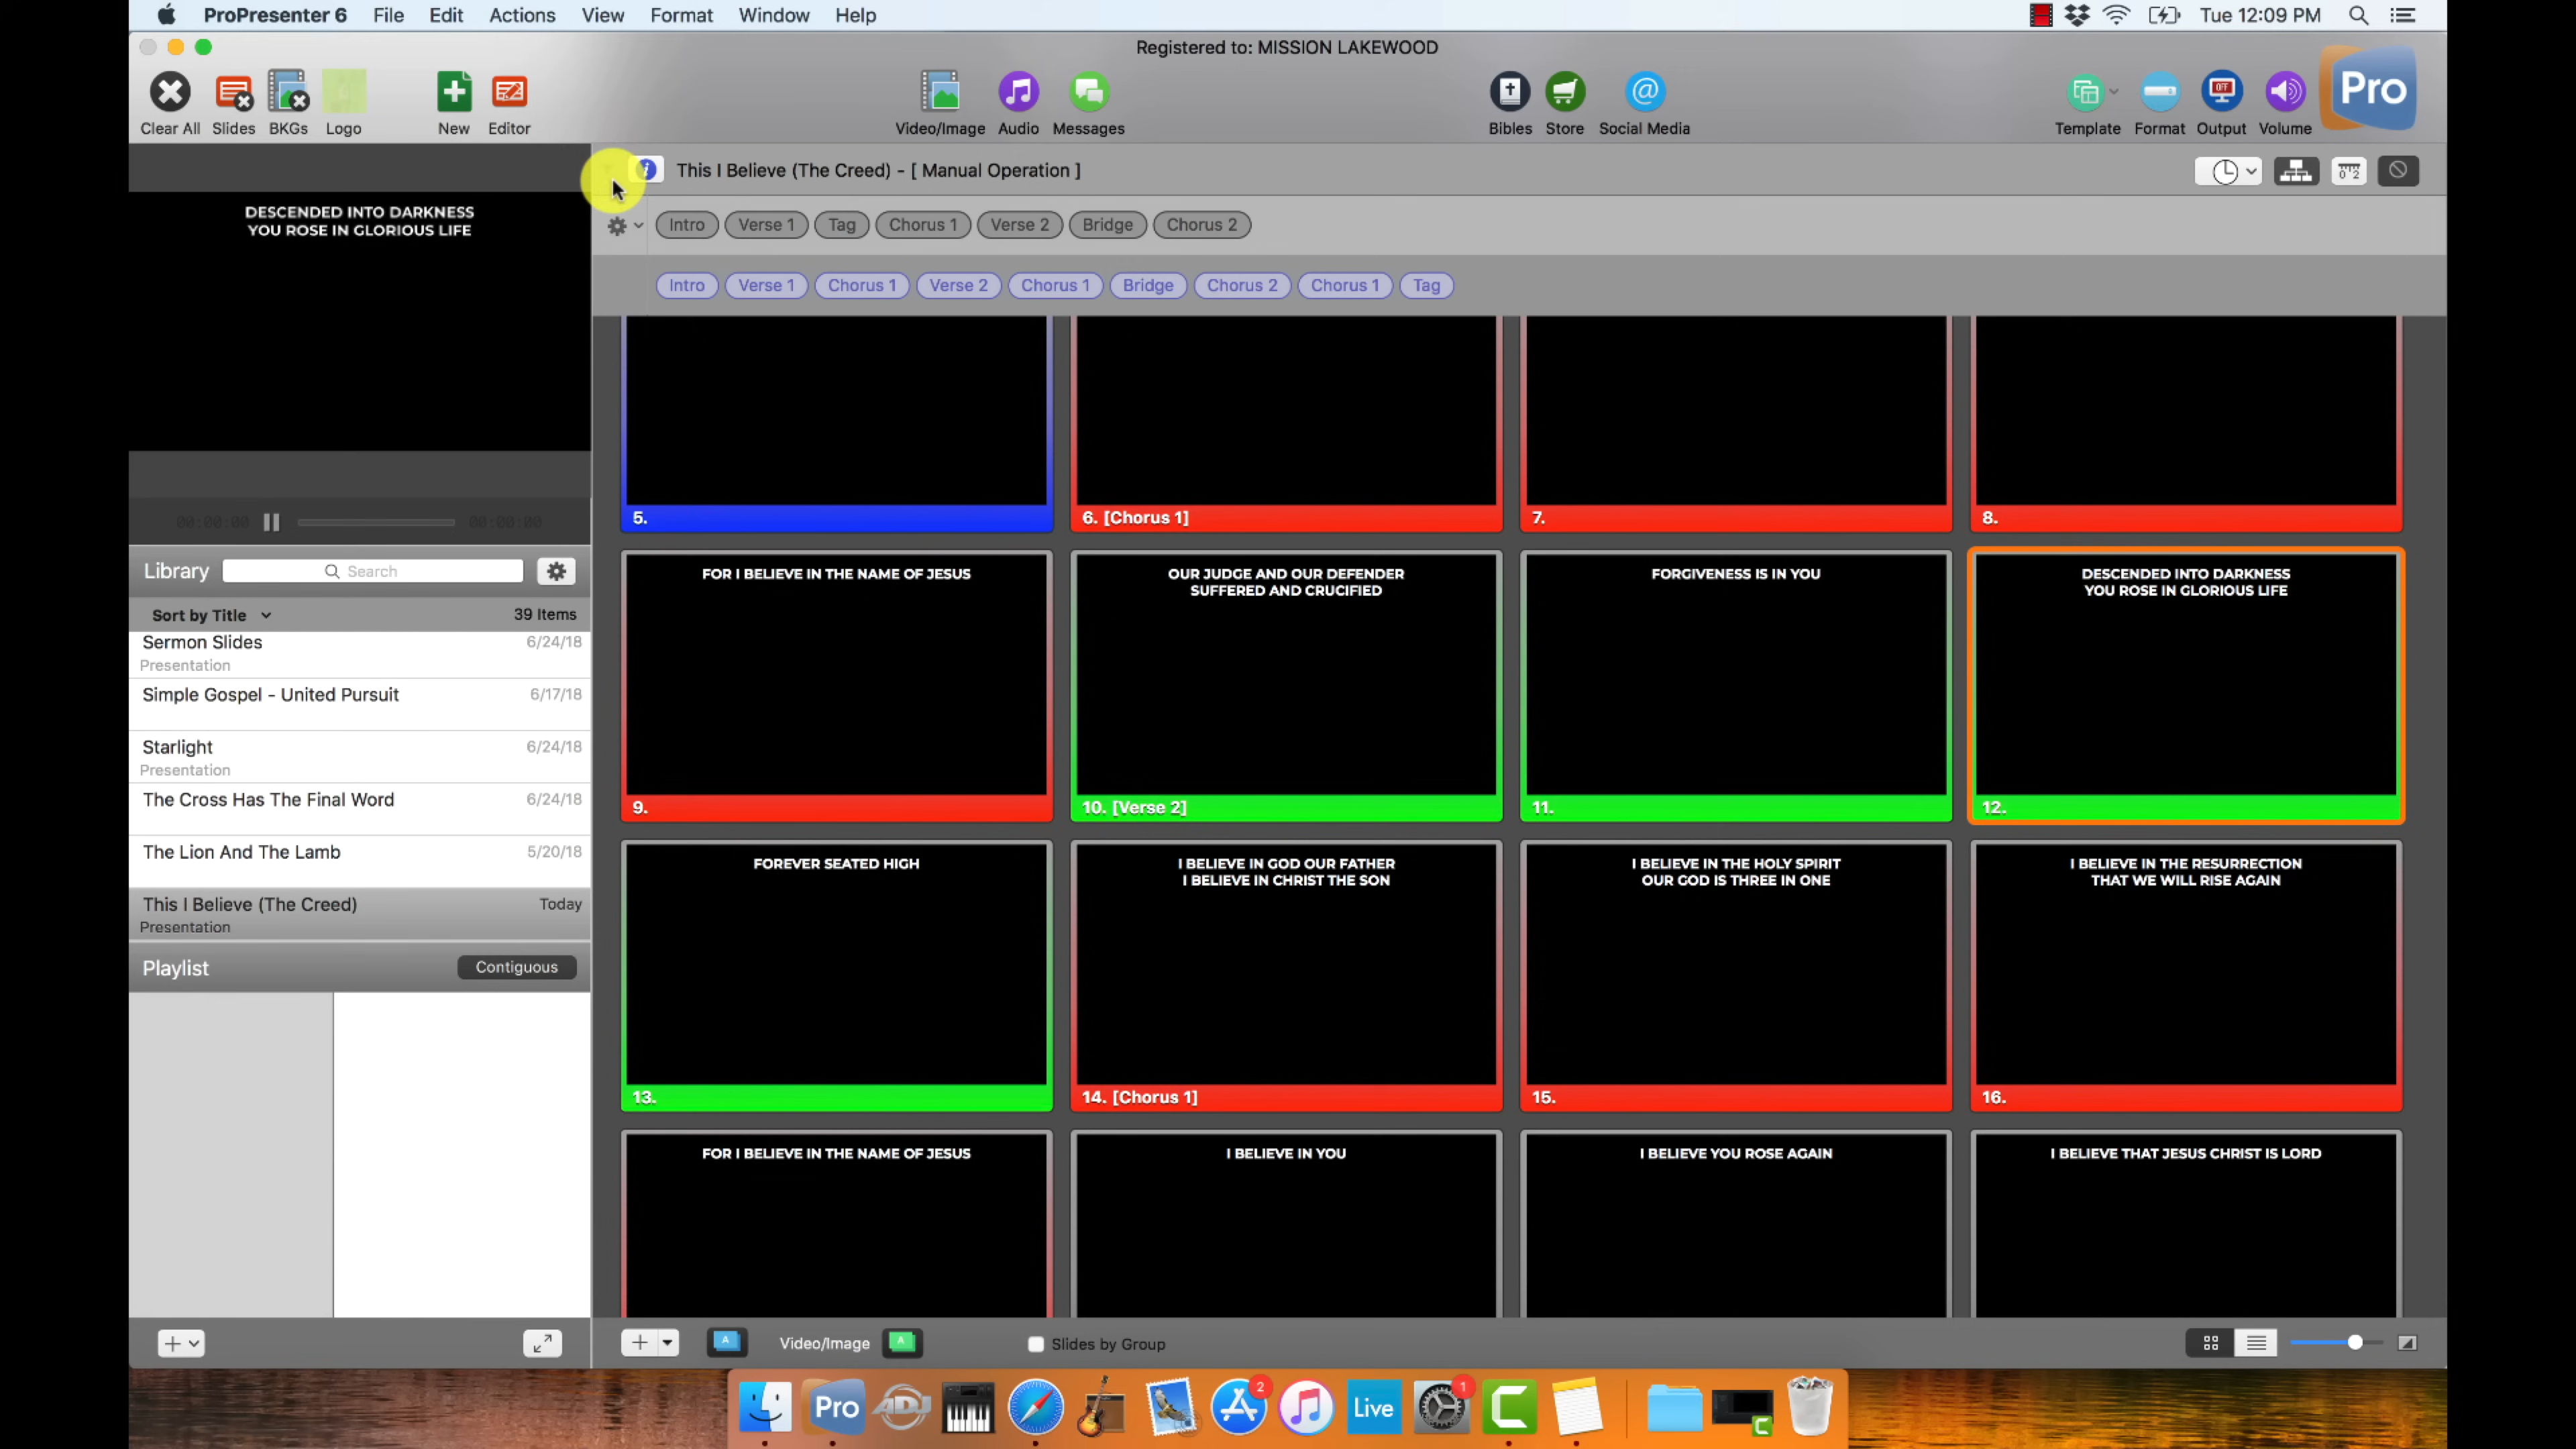 ProPresenter 6 File Edit Actions View Format Window Help
Tue 12:09 PM
Registered to: MISSION LAKEWOOD
Clear All Slides BKGs Logo New Editor
Video/Image Audio Messages
Bibles Store Social Media
OFF
Template Format Output Volume
Pro
This I Believe (The Creed) - [ Manual Operation ]
Intro Verse 1 Tag Chorus 1 Verse 2 Bridge Chorus 2
Intro Verse 1 Chorus 1 Verse 2 Chorus 1 Bridge Chorus 2 Chorus 1 Tag
DESCENDED INTO DARKNESS
YOU ROSE IN GLORIOUS LIFE
00:00:00 00:00:00
Library Search
Sort by Title 39 Items
Sermon Slides 6/24/18
Presentation
Simple Gospel - United Pursuit 6/17/18
Starlight 6/24/18
Presentation
The Cross Has The Final Word 6/24/18
The Lion And The Lamb 5/20/18
This I Believe (The Creed) Today
Presentation
Playlist Contiguous
5. 6. [Chorus 1] 7. 8.
FOR I BELIEVE IN THE NAME OF JESUS
9.
OUR JUDGE AND OUR DEFENDER
SUFFERED AND CRUCIFIED
10. [Verse 2]
FORGIVENESS IS IN YOU
11.
DESCENDED INTO DARKNESS
YOU ROSE IN GLORIOUS LIFE
12.
FOREVER SEATED HIGH
13.
I BELIEVE IN GOD OUR FATHER
I BELIEVE IN CHRIST THE SON
14. [Chorus 1]
I BELIEVE IN THE HOLY SPIRIT
OUR GOD IS THREE IN ONE
15.
I BELIEVE IN THE RESURRECTION
THAT WE WILL RISE AGAIN
16.
FOR I BELIEVE IN THE NAME OF JESUS
I BELIEVE IN YOU
I BELIEVE YOU ROSE AGAIN
I BELIEVE THAT JESUS CHRIST IS LORD
A Video/Image A Slides by Group
Pro ADJ 2 Live 1